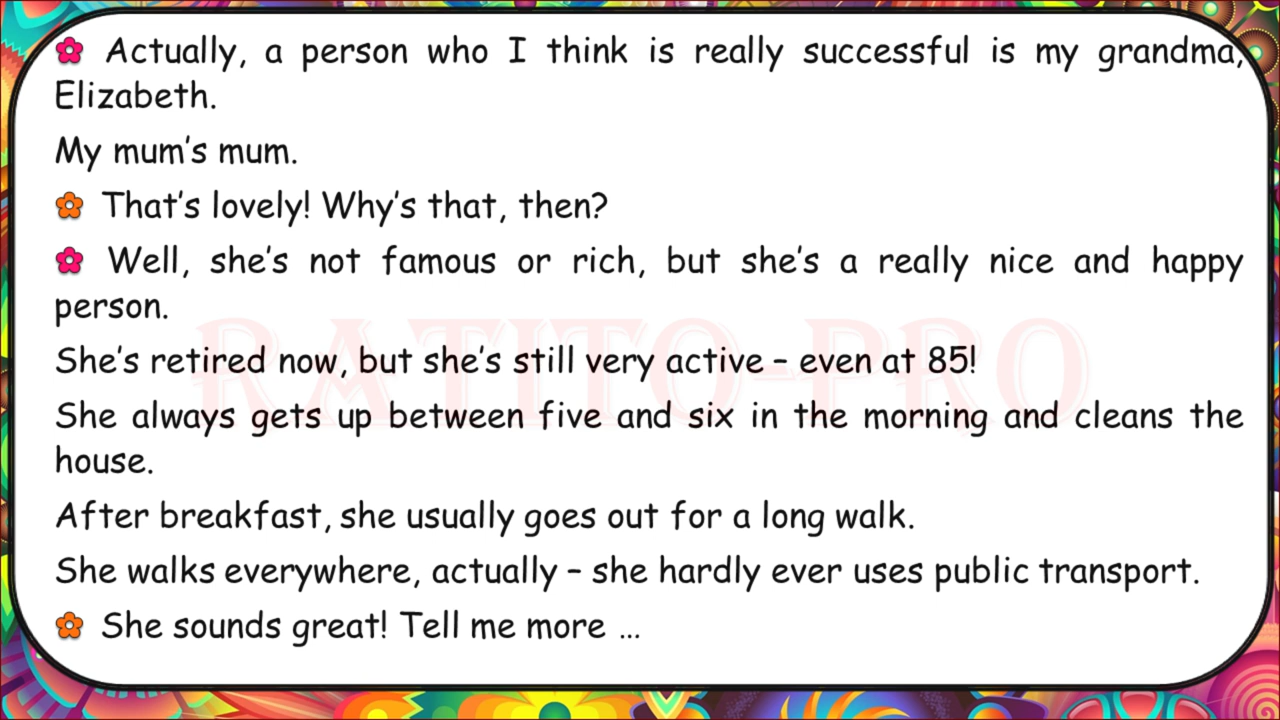 Actually, a person who I think is really successful is my grandma,
Elizabeth.
My mum's mum.
That's lovely! Why's that, then?
Well, she's not famous or rich, but she's a really nice and happy
person.
RATITO-PRO
She's retired now, but she's still very active – even at 85!
She always gets up between five and six in the morning and cleans the
house.
After breakfast, she usually goes out for a long walk.
She walks everywhere, actually – she hardly ever uses public transport.
She sounds great! Tell me more …